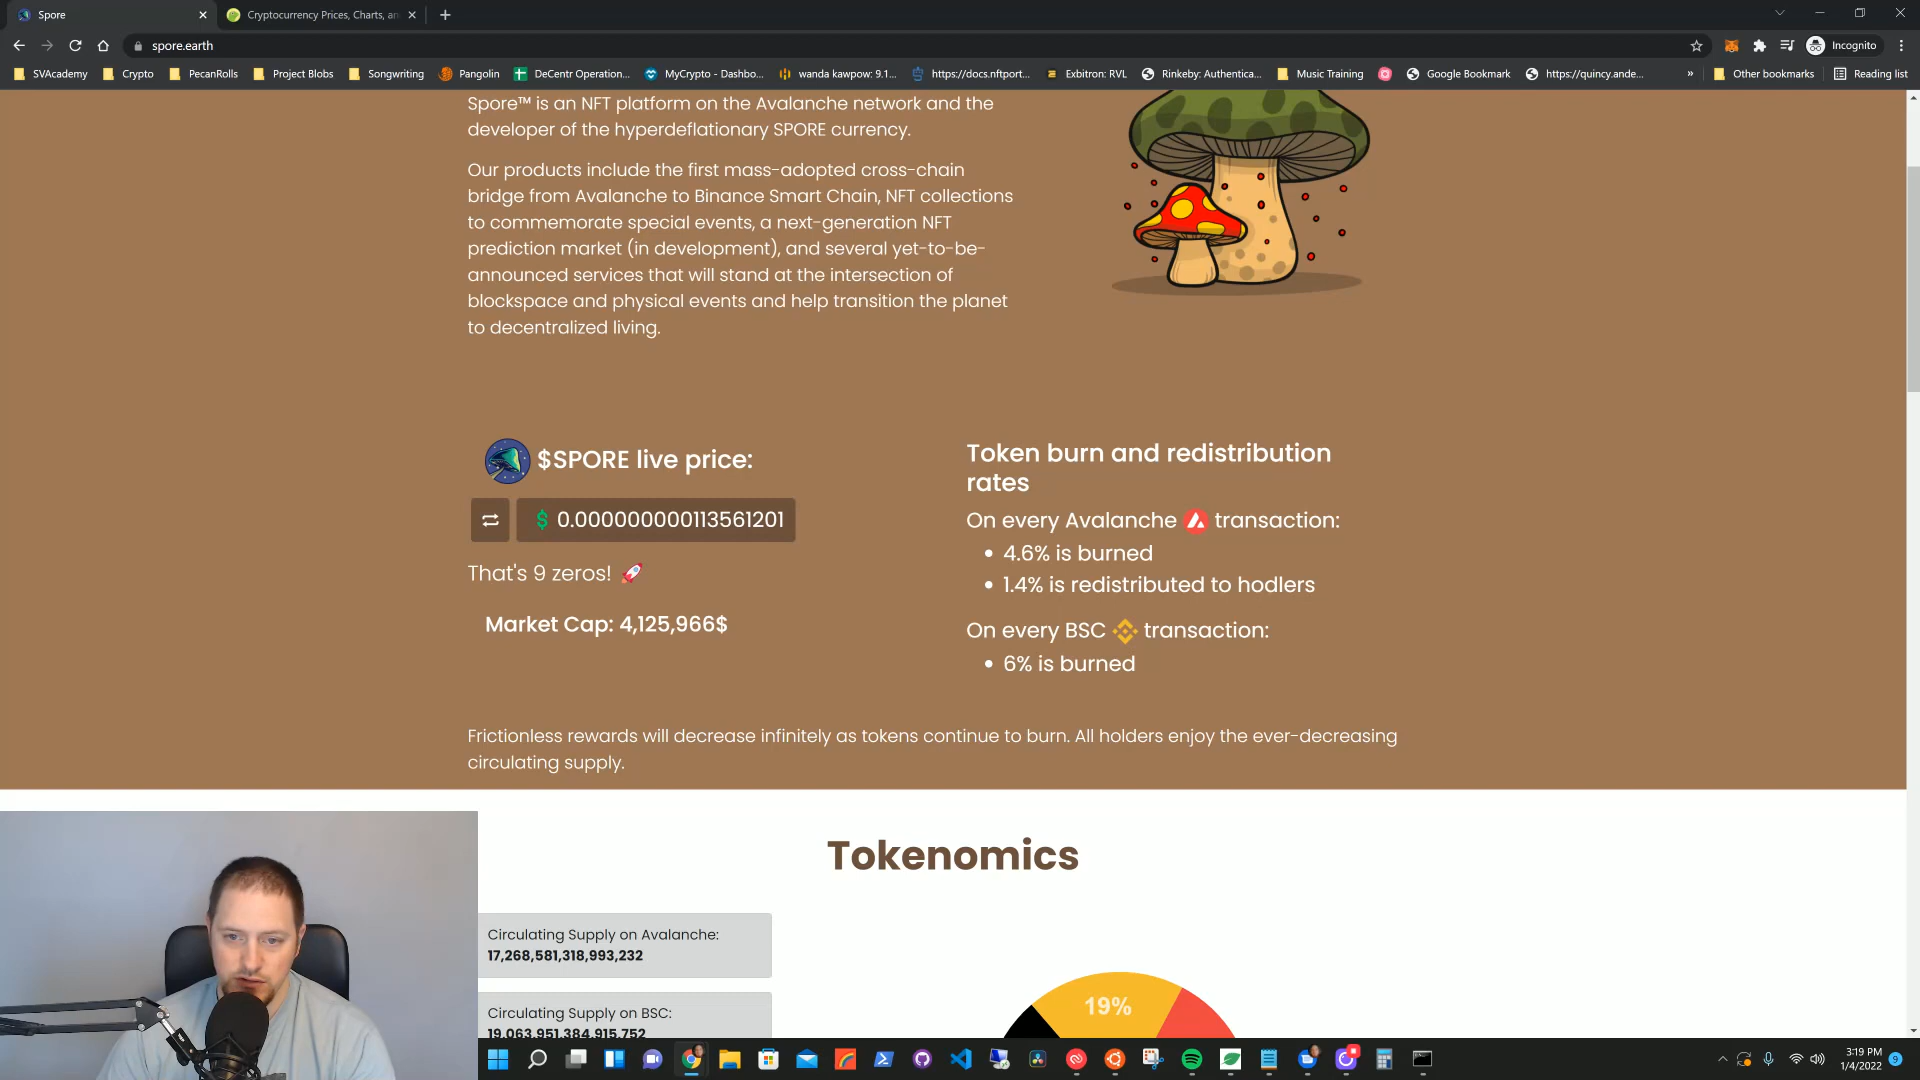 Spore
Cryptocurrency Prices, Charts, an
spore.earth
Incognito
SVAcademy
Crypto
PecanRolls
Project Blobs
Songwriting
Pangolin
DeCentr Operation...
MyCrypto - Dashbo...
wanda kawpow: 9.1...
https://docs.nftport...
Exbitron: RVL
Rinkeby: Authentica...
Music Training
Google Bookmark
https://quincy.ande...
»
Other bookmarks
Reading list
Spore™ is an NFT platform on the Avalanche network and the
developer of the hyperdeflationary SPORE currency.
Our products include the first mass-adopted cross-chain
bridge from Avalanche to Binance Smart Chain, NFT collections
to commemorate special events, a next-generation NFT
prediction market (in development), and several yet-to-be-
announced services that will stand at the intersection of
blockspace and physical events and help transition the planet
to decentralized living.
$SPORE live price:
$ 0.000000000113561201
That's 9 zeros! 🚀
Market Cap: 4,125,966$
Token burn and redistribution
rates
On every Avalanche transaction:
• 4.6% is burned
• 1.4% is redistributed to hodlers
On every BSC transaction:
• 6% is burned
Frictionless rewards will decrease infinitely as tokens continue to burn. All holders enjoy the ever-decreasing
circulating supply.
Tokenomics
Circulating Supply on Avalanche:
17,268,581,318,993,232
Circulating Supply on BSC:
19,063,951,384,915,752
19%
3:19 PM
1/4/2022
9